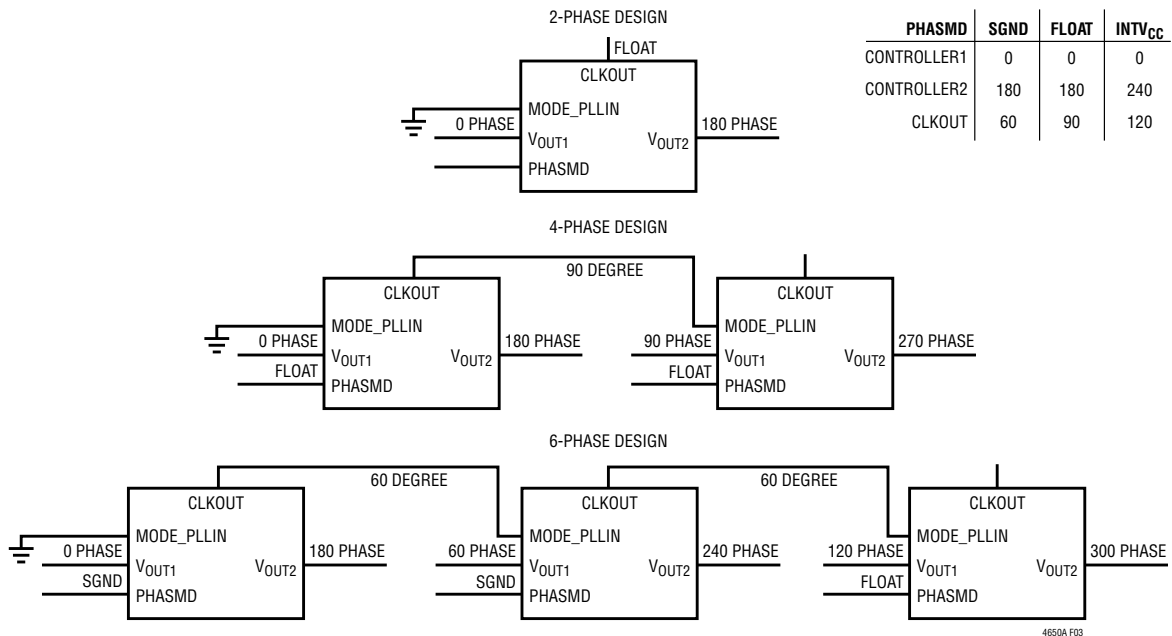 2-PHASE DESIGN
FLOAT
CLKOUT
MODE_PLLIN
0 PHASE
VOUT1
VOUT2
180 PHASE
PHASMD
PHASMD SGND FLOAT INTVCC
CONTROLLER1 0 0 0
CONTROLLER2 180 180 240
CLKOUT 60 90 120
4-PHASE DESIGN
90 DEGREE
CLKOUT
MODE_PLLIN
0 PHASE
VOUT1
VOUT2
180 PHASE
FLOAT
PHASMD
CLKOUT
MODE_PLLIN
90 PHASE
VOUT1
VOUT2
270 PHASE
FLOAT
PHASMD
6-PHASE DESIGN
60 DEGREE
60 DEGREE
CLKOUT
MODE_PLLIN
0 PHASE
VOUT1
VOUT2
180 PHASE
SGND
PHASMD
CLKOUT
MODE_PLLIN
60 PHASE
VOUT1
VOUT2
240 PHASE
SGND
PHASMD
CLKOUT
MODE_PLLIN
120 PHASE
VOUT1
VOUT2
300 PHASE
FLOAT
PHASMD
4650A F03